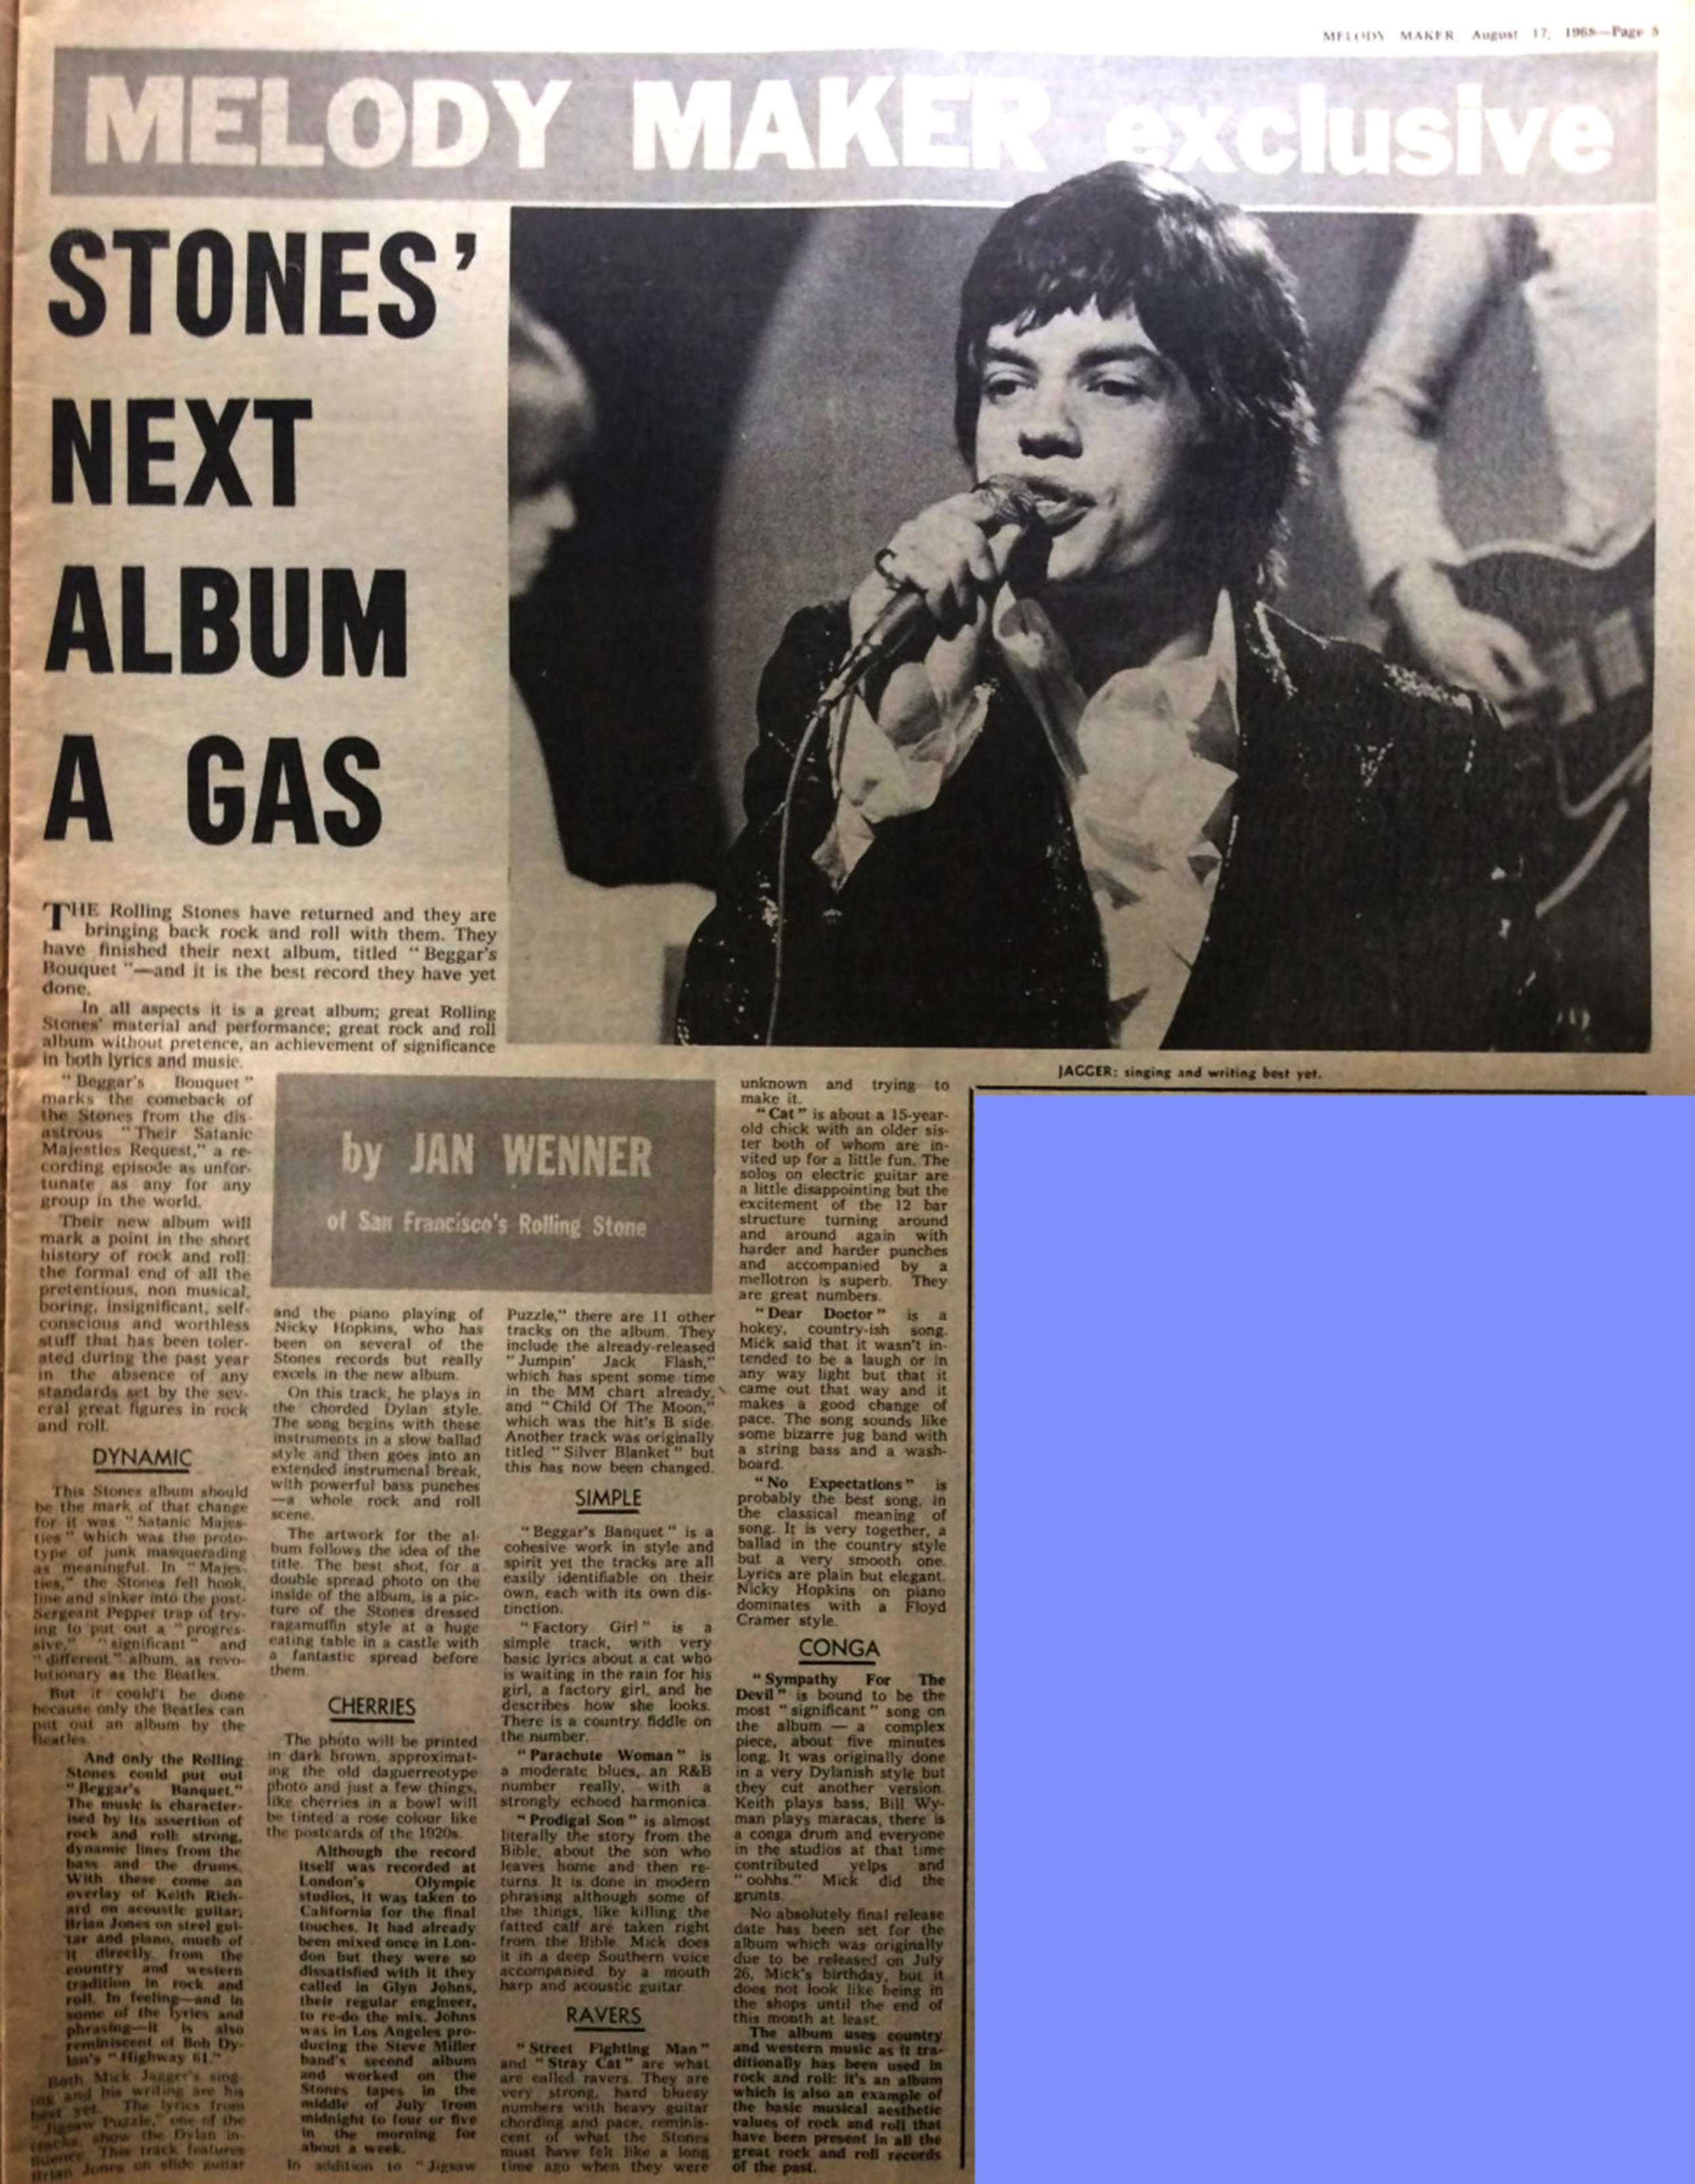 MELODY MAKER, August 17, 1968—Page 5
MELODY MAKER exclusive
STONES'
NEXT
ALBUM
A GAS
THE Rolling Stones have returned and they are
bringing back rock and roll with them. They
have finished their next album, titled "Beggar's
Bouquet"—and it is the best record they have yet
done.
In all aspects it is a great album; great Rolling
Stones' material and performance; great rock and roll
album without pretence, an achievement of significance
in both lyrics and music.
"Beggar's Bouquet"
marks the comeback of
the Stones from the dis-
astrous "Their Satanic
Majesties Request," a re-
cording episode as unfor-
tunate as any for any
group in the world.
Their new album will
mark a point in the short
history of rock and roll:
the formal end of all the
pretentious, non musical,
boring, insignificant, self-
conscious and worthless
stuff that has been toler-
ated during the past year
in the absence of any
standards set by the sev-
eral great figures in rock
and roll.
DYNAMIC
This Stones album should
be the mark of that change
for it was "Satanic Majes-
ties" which was the proto-
type of junk masquerading
as meaningful. In "Majes-
ties," the Stones fell hook,
line and sinker into the post-
Sergeant Pepper trap of try-
ing to put out a "progres-
sive," "significant" and
"different" album, as revo-
lutionary as the Beatles.
But it could't be done
because only the Beatles can
put out an album by the
Beatles.
And only the Rolling
Stones could put out
"Beggar's Banquet."
The music is character-
ised by its assertion of
rock and roll: strong,
dynamic lines from the
bass and the drums.
With these come an
overlay of Keith Rich-
ard on acoustic guitar;
Brian Jones on steel gui-
tar and piano, much of
it directly from the
country and western
tradition in rock and
roll. In feeling—and in
some of the lyrics and
phrasing—it is also
reminiscent of Bob Dy-
lan's "Highway 61."
Both Mick Jagger's sing-
ing and his writing are his
best yet. The lyrics from
"Jigsaw Puzzle," one of the
tracks, show the Dylan in-
fluence. This track features
Brian Jones on slide guitar
by JAN WENNER
of San Francisco's Rolling Stone
and the piano playing of
Nicky Hopkins, who has
been on several of the
Stones records but really
excels in the new album.
On this track, he plays in
the chorded Dylan style.
The song begins with these
instruments in a slow ballad
style and then goes into an
extended instrumenal break,
with powerful bass punches
—a whole rock and roll
scene.
The artwork for the al-
bum follows the idea of the
title. The best shot, for a
double spread photo on the
inside of the album, is a pic-
ture of the Stones dressed
ragamuffin style at a huge
eating table in a castle with
a fantastic spread before
them.
CHERRIES
The photo will be printed
in dark brown, approximat-
ing the old daguerreotype
photo and just a few things,
like cherries in a bowl will
be tinted a rose colour like
the postcards of the 1920s.
Although the record
itself was recorded at
London's Olympic
studios, it was taken to
California for the final
touches. It had already
been mixed once in Lon-
don but they were so
dissatisfied with it they
called in Glyn Johns,
their regular engineer,
to re-do the mix. Johns
was in Los Angeles pro-
ducing the Steve Miller
band's second album
and worked on the
Stones tapes in the
middle of July from
midnight to four or five
in the morning for
about a week.
In addition to "Jigsaw
Puzzle," there are 11 other
tracks on the album. They
include the already-released
"Jumpin' Jack Flash,"
which has spent some time
in the MM chart already,
and "Child Of The Moon,"
which was the hit's B side.
Another track was originally
titled "Silver Blanket" but
this has now been changed.
SIMPLE
"Beggar's Banquet" is a
cohesive work in style and
spirit yet the tracks are all
easily identifiable on their
own, each with its own dis-
tinction.
"Factory Girl" is a
simple track, with very
basic lyrics about a cat who
is waiting in the rain for his
girl, a factory girl, and he
describes how she looks.
There is a country fiddle on
the number.
"Parachute Woman" is
a moderate blues, an R&B
number really, with a
strongly echoed harmonica.
"Prodigal Son" is almost
literally the story from the
Bible, about the son who
leaves home and then re-
turns. It is done in modern
phrasing although some of
the things, like killing the
fatted calf are taken right
from the Bible. Mick does
it in a deep Southern voice
accompanied by a mouth
harp and acoustic guitar.
RAVERS
"Street Fighting Man"
and "Stray Cat" are what
are called ravers. They are
very strong, hard bluesy
numbers with heavy guitar
chording and pace, reminis-
cent of what the Stones
must have felt like a long
time ago when they were
unknown and trying to
make it.
"Cat" is about a 15-year-
old chick with an older sis-
ter both of whom are in-
vited up for a little fun. The
solos on electric guitar are
a little disappointing but the
excitement of the 12 bar
structure turning around
and around again with
harder and harder punches
and accompanied by a
mellotron is superb. They
are great numbers.
"Dear Doctor" is a
hokey, country-ish song.
Mick said that it wasn't in-
tended to be a laugh or in
any way light but that it
came out that way and it
makes a good change of
pace. The song sounds like
some bizarre jug band with
a string bass and a wash-
board.
"No Expectations" is
probably the best song, in
the classical meaning of
song. It is very together, a
ballad in the country style
but a very smooth one.
Lyrics are plain but elegant.
Nicky Hopkins on piano
dominates with a Floyd
Cramer style.
CONGA
"Sympathy For The
Devil" is bound to be the
most "significant" song on
the album — a complex
piece, about five minutes
long. It was originally done
in a very Dylanish style but
they cut another version.
Keith plays bass, Bill Wy-
man plays maracas, there is
a conga drum and everyone
in the studios at that time
contributed yelps and
"oohhs." Mick did the
grunts.
No absolutely final release
date has been set for the
album which was originally
due to be released on July
26, Mick's birthday, but it
does not look like being in
the shops until the end of
this month at least.
The album uses country
and western music as it tra-
ditionally has been used in
rock and roll: it's an album
which is also an example of
the basic musical aesthetic
values of rock and roll that
have been present in all the
great rock and roll records
of the past.
JAGGER: singing and writing best yet.